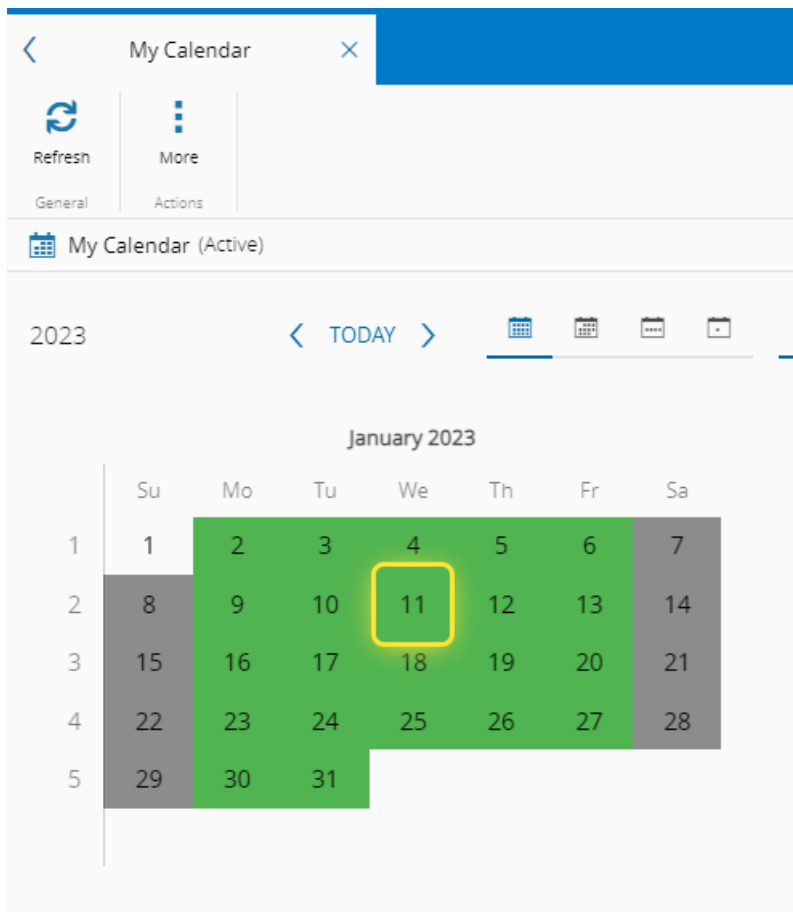 My Calendar
Refresh More
General Actions
My Calendar (Active)
2023 TODAY
January 2023
Su Mo Tu We Th Fr Sa
1 1 2 3 4 5 6 7
2 8 9 10 11 12 13 14
3 15 16 17 18 19 20 21
4 22 23 24 25 26 27 28
5 29 30 31